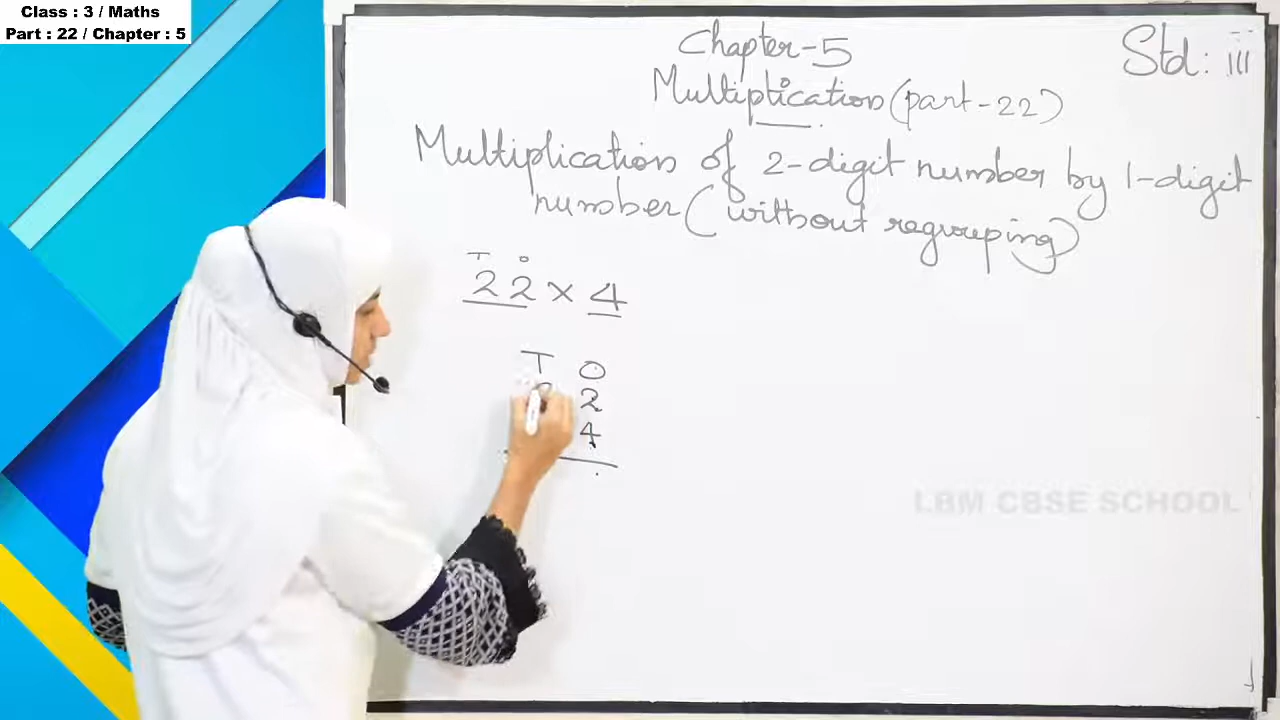 Class : 3 / Maths
Part : 22 / Chapter : 5
Chapter-5
Std: iii
Multiplication (part-22)
Multiplication of 2-digit number by 1-digit
number (without regrouping)
T O
22 × 4
T O
2
4
LBM CBSE SCHOOL